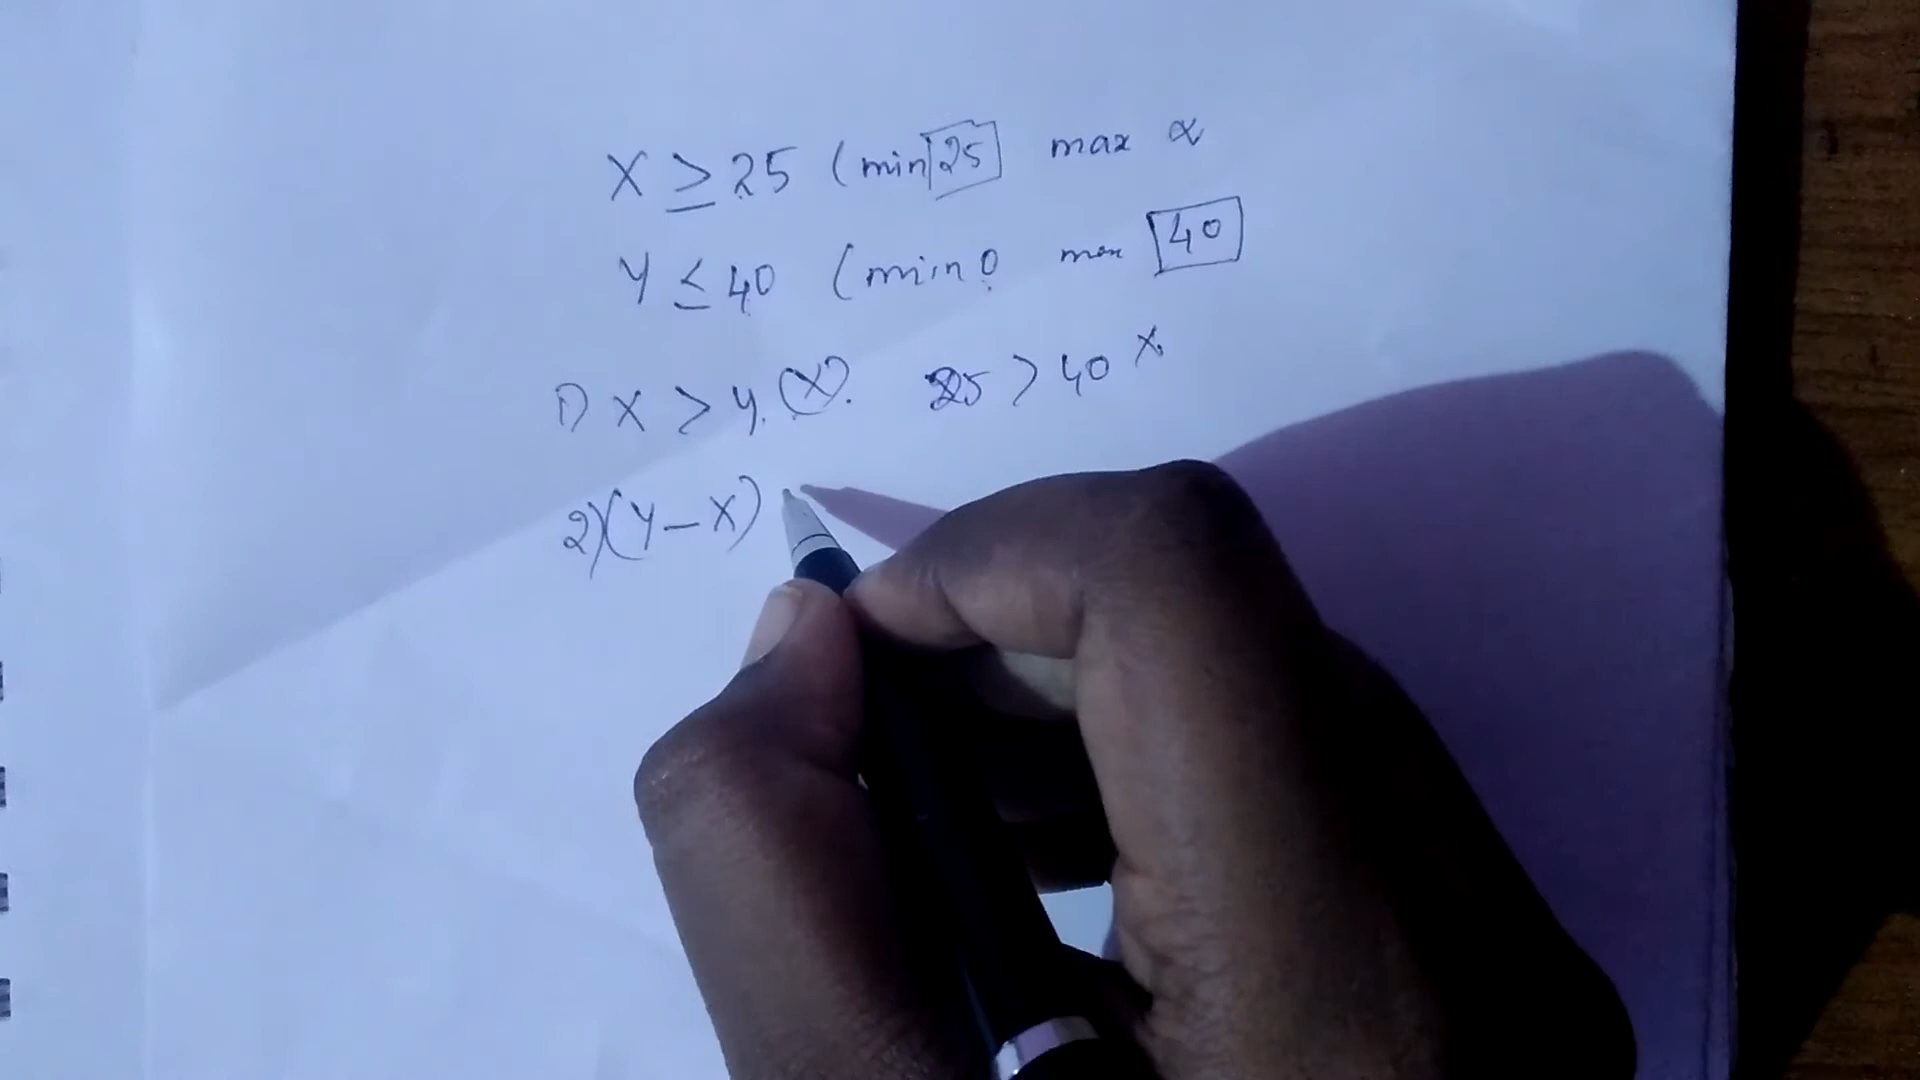 X ≥ 25 (min 25 max α
Y ≤ 40 (min 0 max 40
1) X > Y (X). 25 > 40 x
2) (Y - X)